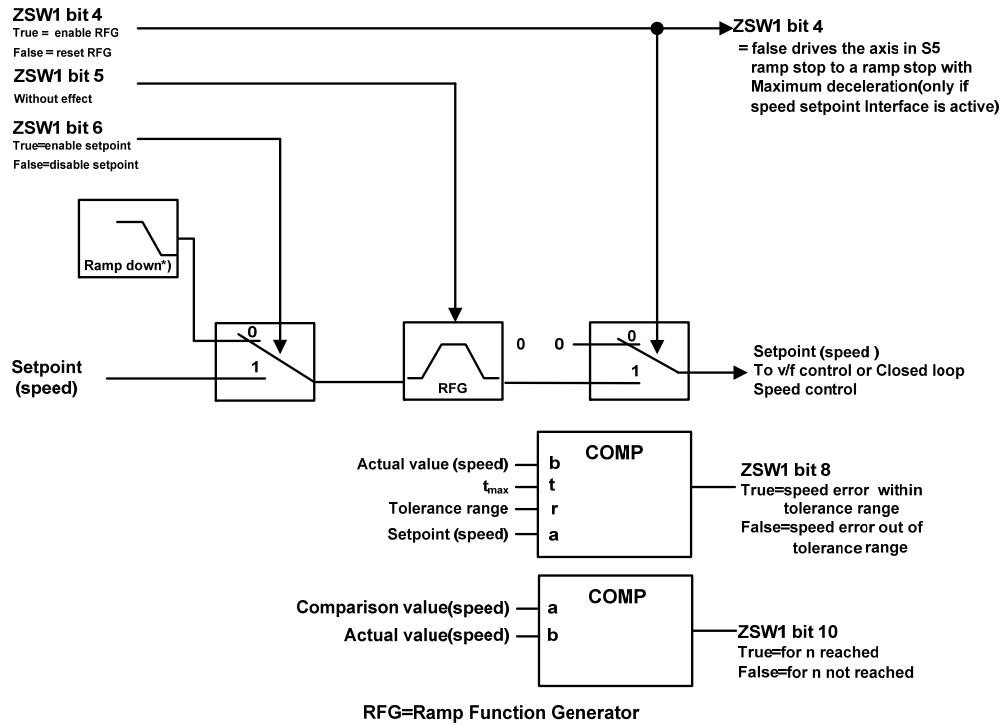 ZSW1 bit 4
True = enable RFG
False = reset RFG
ZSW1 bit 5
Without effect
ZSW1 bit 6
True=enable setpoint
False=disable setpoint
ZSW1 bit 4
= false drives the axis in S5
ramp stop to a ramp stop with
Maximum deceleration(only if
speed setpoint Interface is active)
Ramp down*)
Setpoint
(speed)
0
1
RFG
0 0
0
1
Setpoint (speed )
To v/f control or Closed loop
Speed control
COMP
Actual value (speed) b
tmax t
Tolerance range r
Setpoint (speed) a
ZSW1 bit 8
True=speed error within
tolerance range
False=speed error out of
tolerance range
COMP
Comparison value(speed) a
Actual value(speed) b
ZSW1 bit 10
True=for n reached
False=for n not reached
RFG=Ramp Function Generator